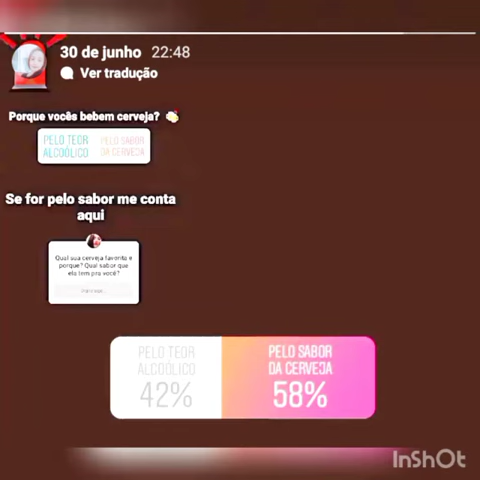 30 de junho 22:48
Ver tradução
Porque vocês bebem cerveja?
PELO TEOR
ALCOÓLICO
PELO SABOR
DA CERVEJA
Se for pelo sabor me conta
aqui
Qual sua cerveja favorita e
porque? Qual sabor que
ela tem pra você?
PELO TEOR
ALCOÓLICO
42%
PELO SABOR
DA CERVEJA
58%
InShOt